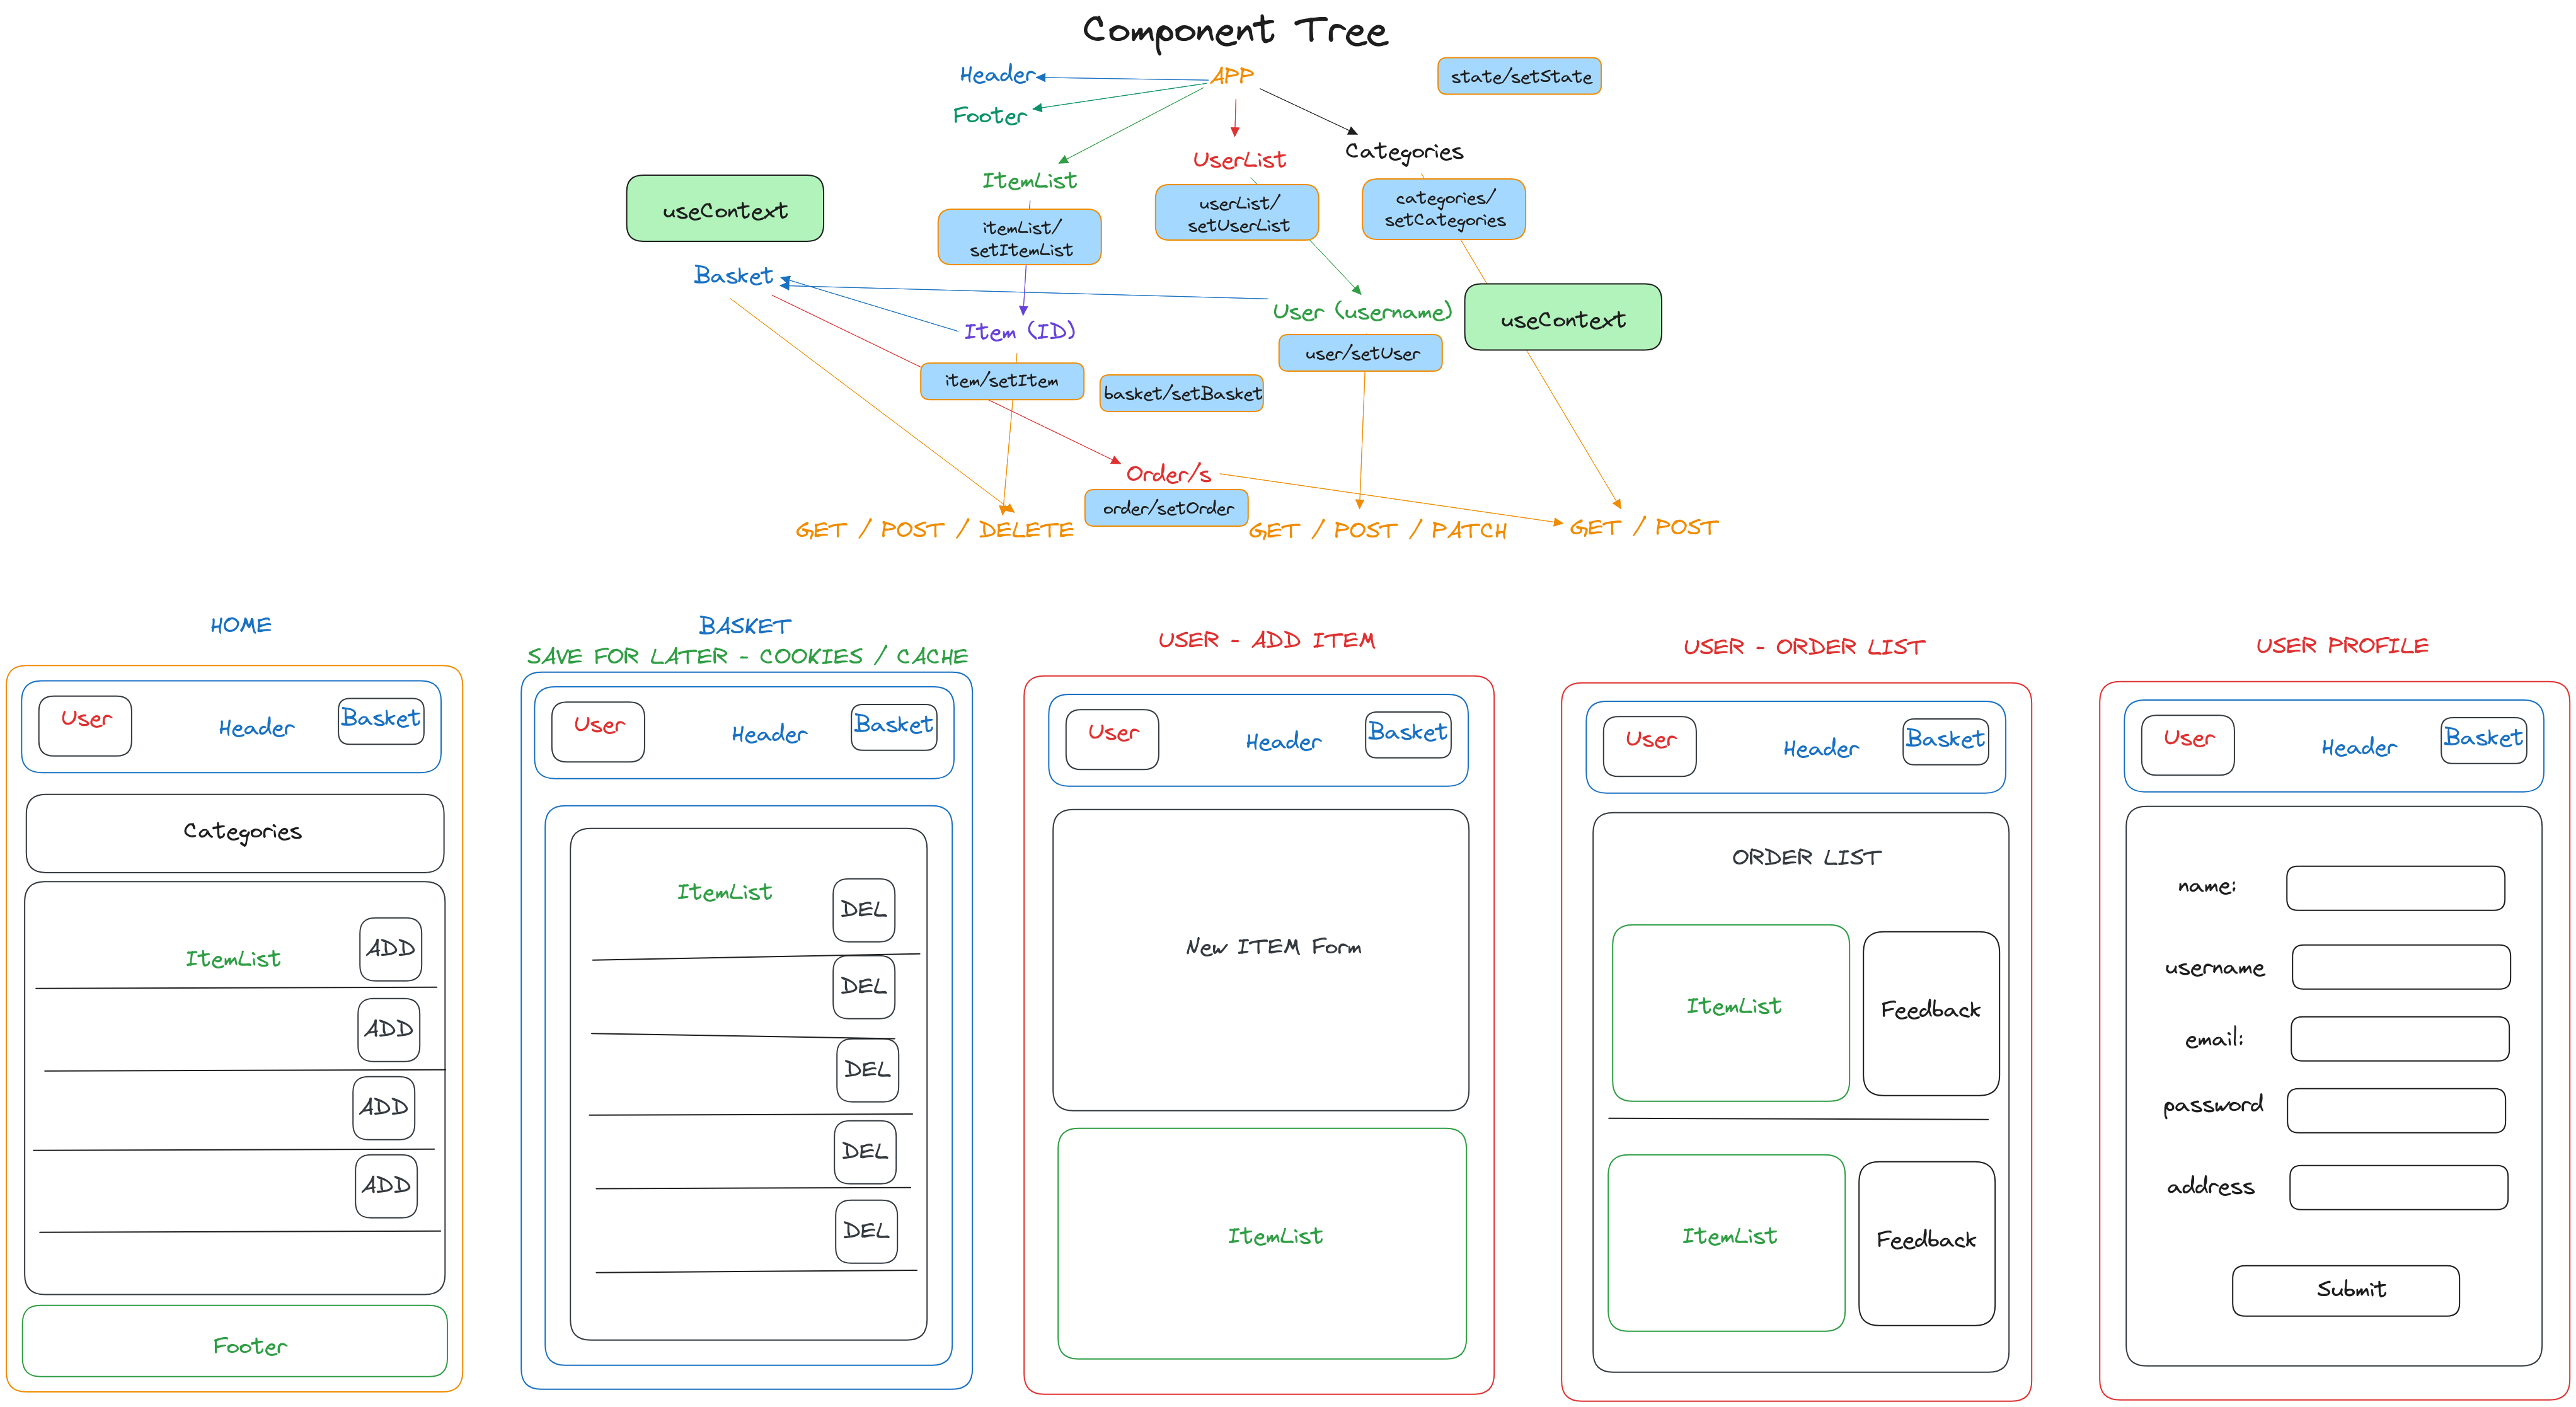 Component Tree
Header
APP
state/setState
Footer
UserList
Categories
ItemList
useContext
userList/
setUserList
categories/
setCategories
itemList/
setItemList
Basket
User (username)
useContext
Item (ID)
user/setUser
item/setItem
basket/setBasket
Order/s
order/setOrder
GET / POST / DELETE
GET / POST / PATCH
GET / POST
HOME
User
Header
Basket
Categories
ItemList
ADD
ADD
ADD
ADD
Footer
BASKET
SAVE FOR LATER - COOKIES / CACHE
User
Header
Basket
ItemList
DEL
DEL
DEL
DEL
DEL
USER - ADD ITEM
User
Header
Basket
New ITEM Form
ItemList
USER - ORDER LIST
User
Header
Basket
ORDER LIST
ItemList
Feedback
ItemList
Feedback
USER PROFILE
User
Header
Basket
name:
username
email:
password
address
Submit